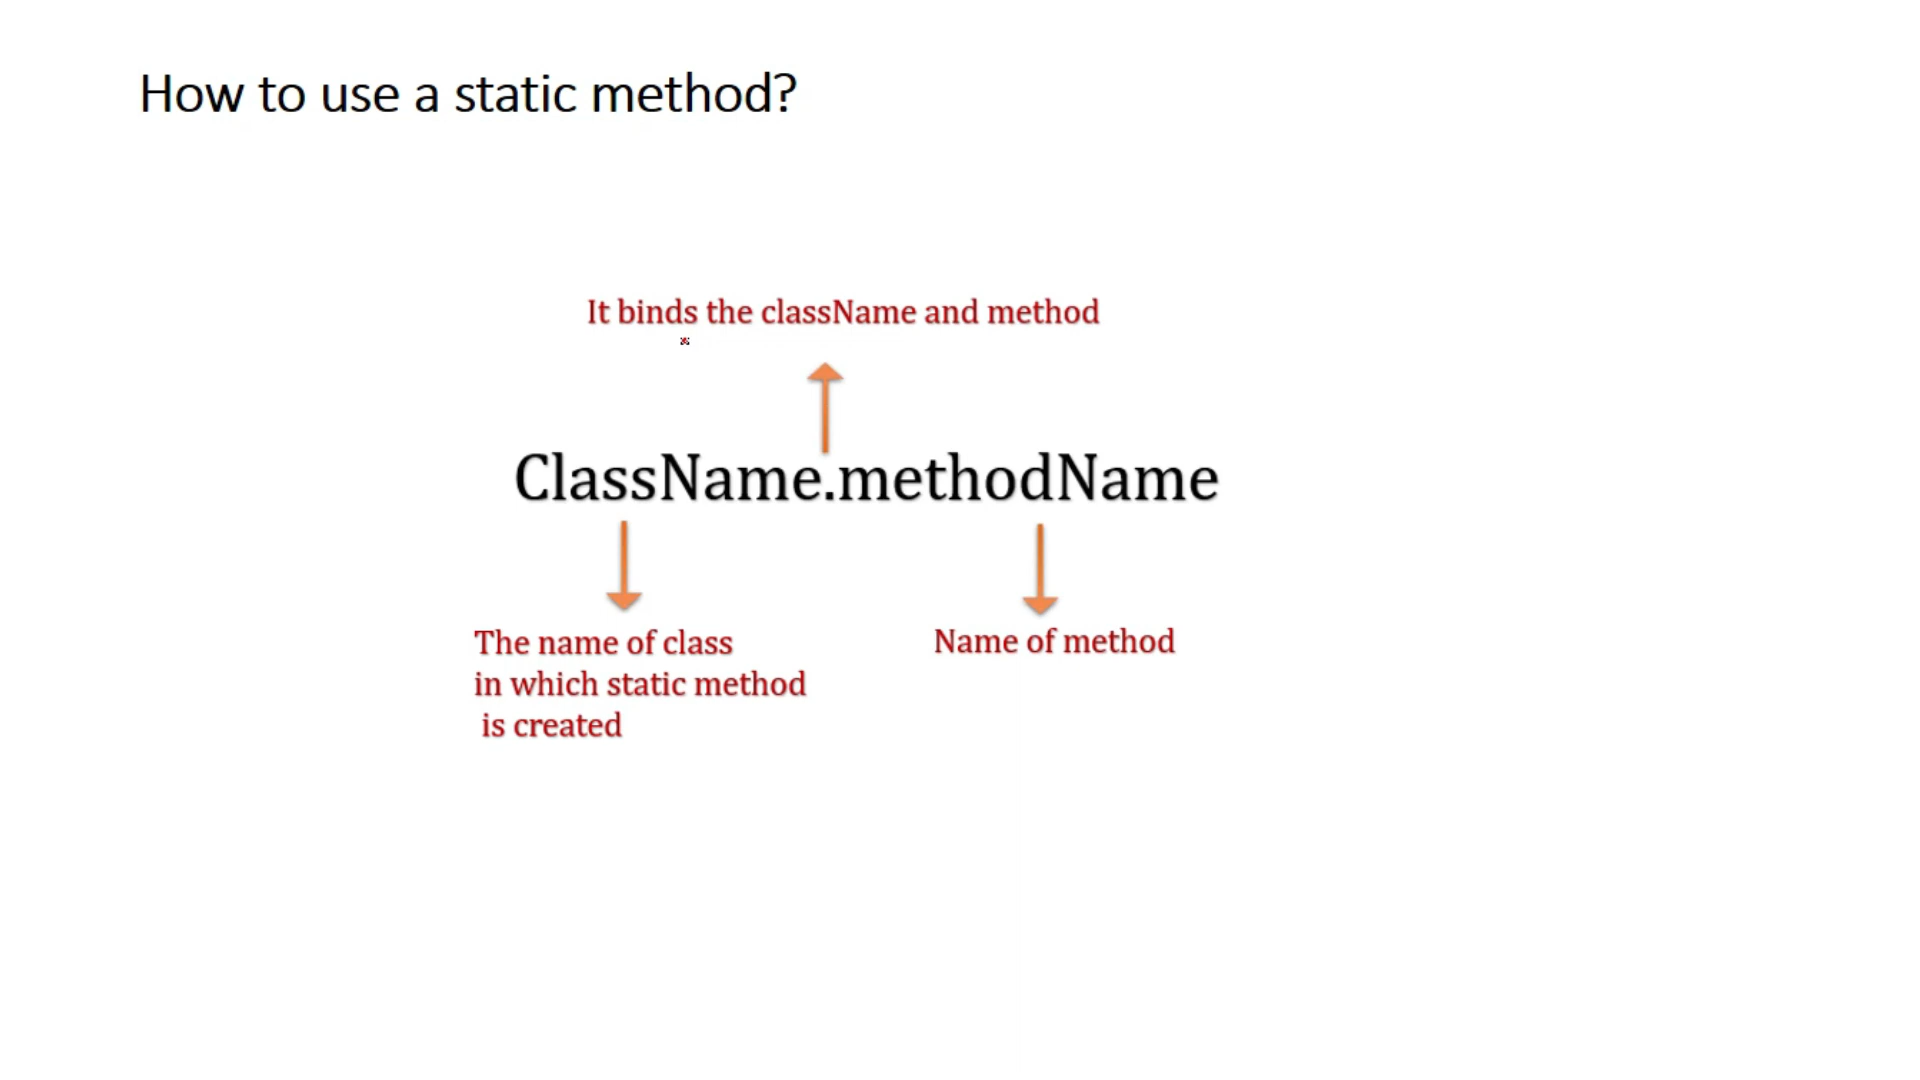 How to use a static method?
It binds the className and method
ClassName.methodName
The name of class
in which static method
is created
Name of method